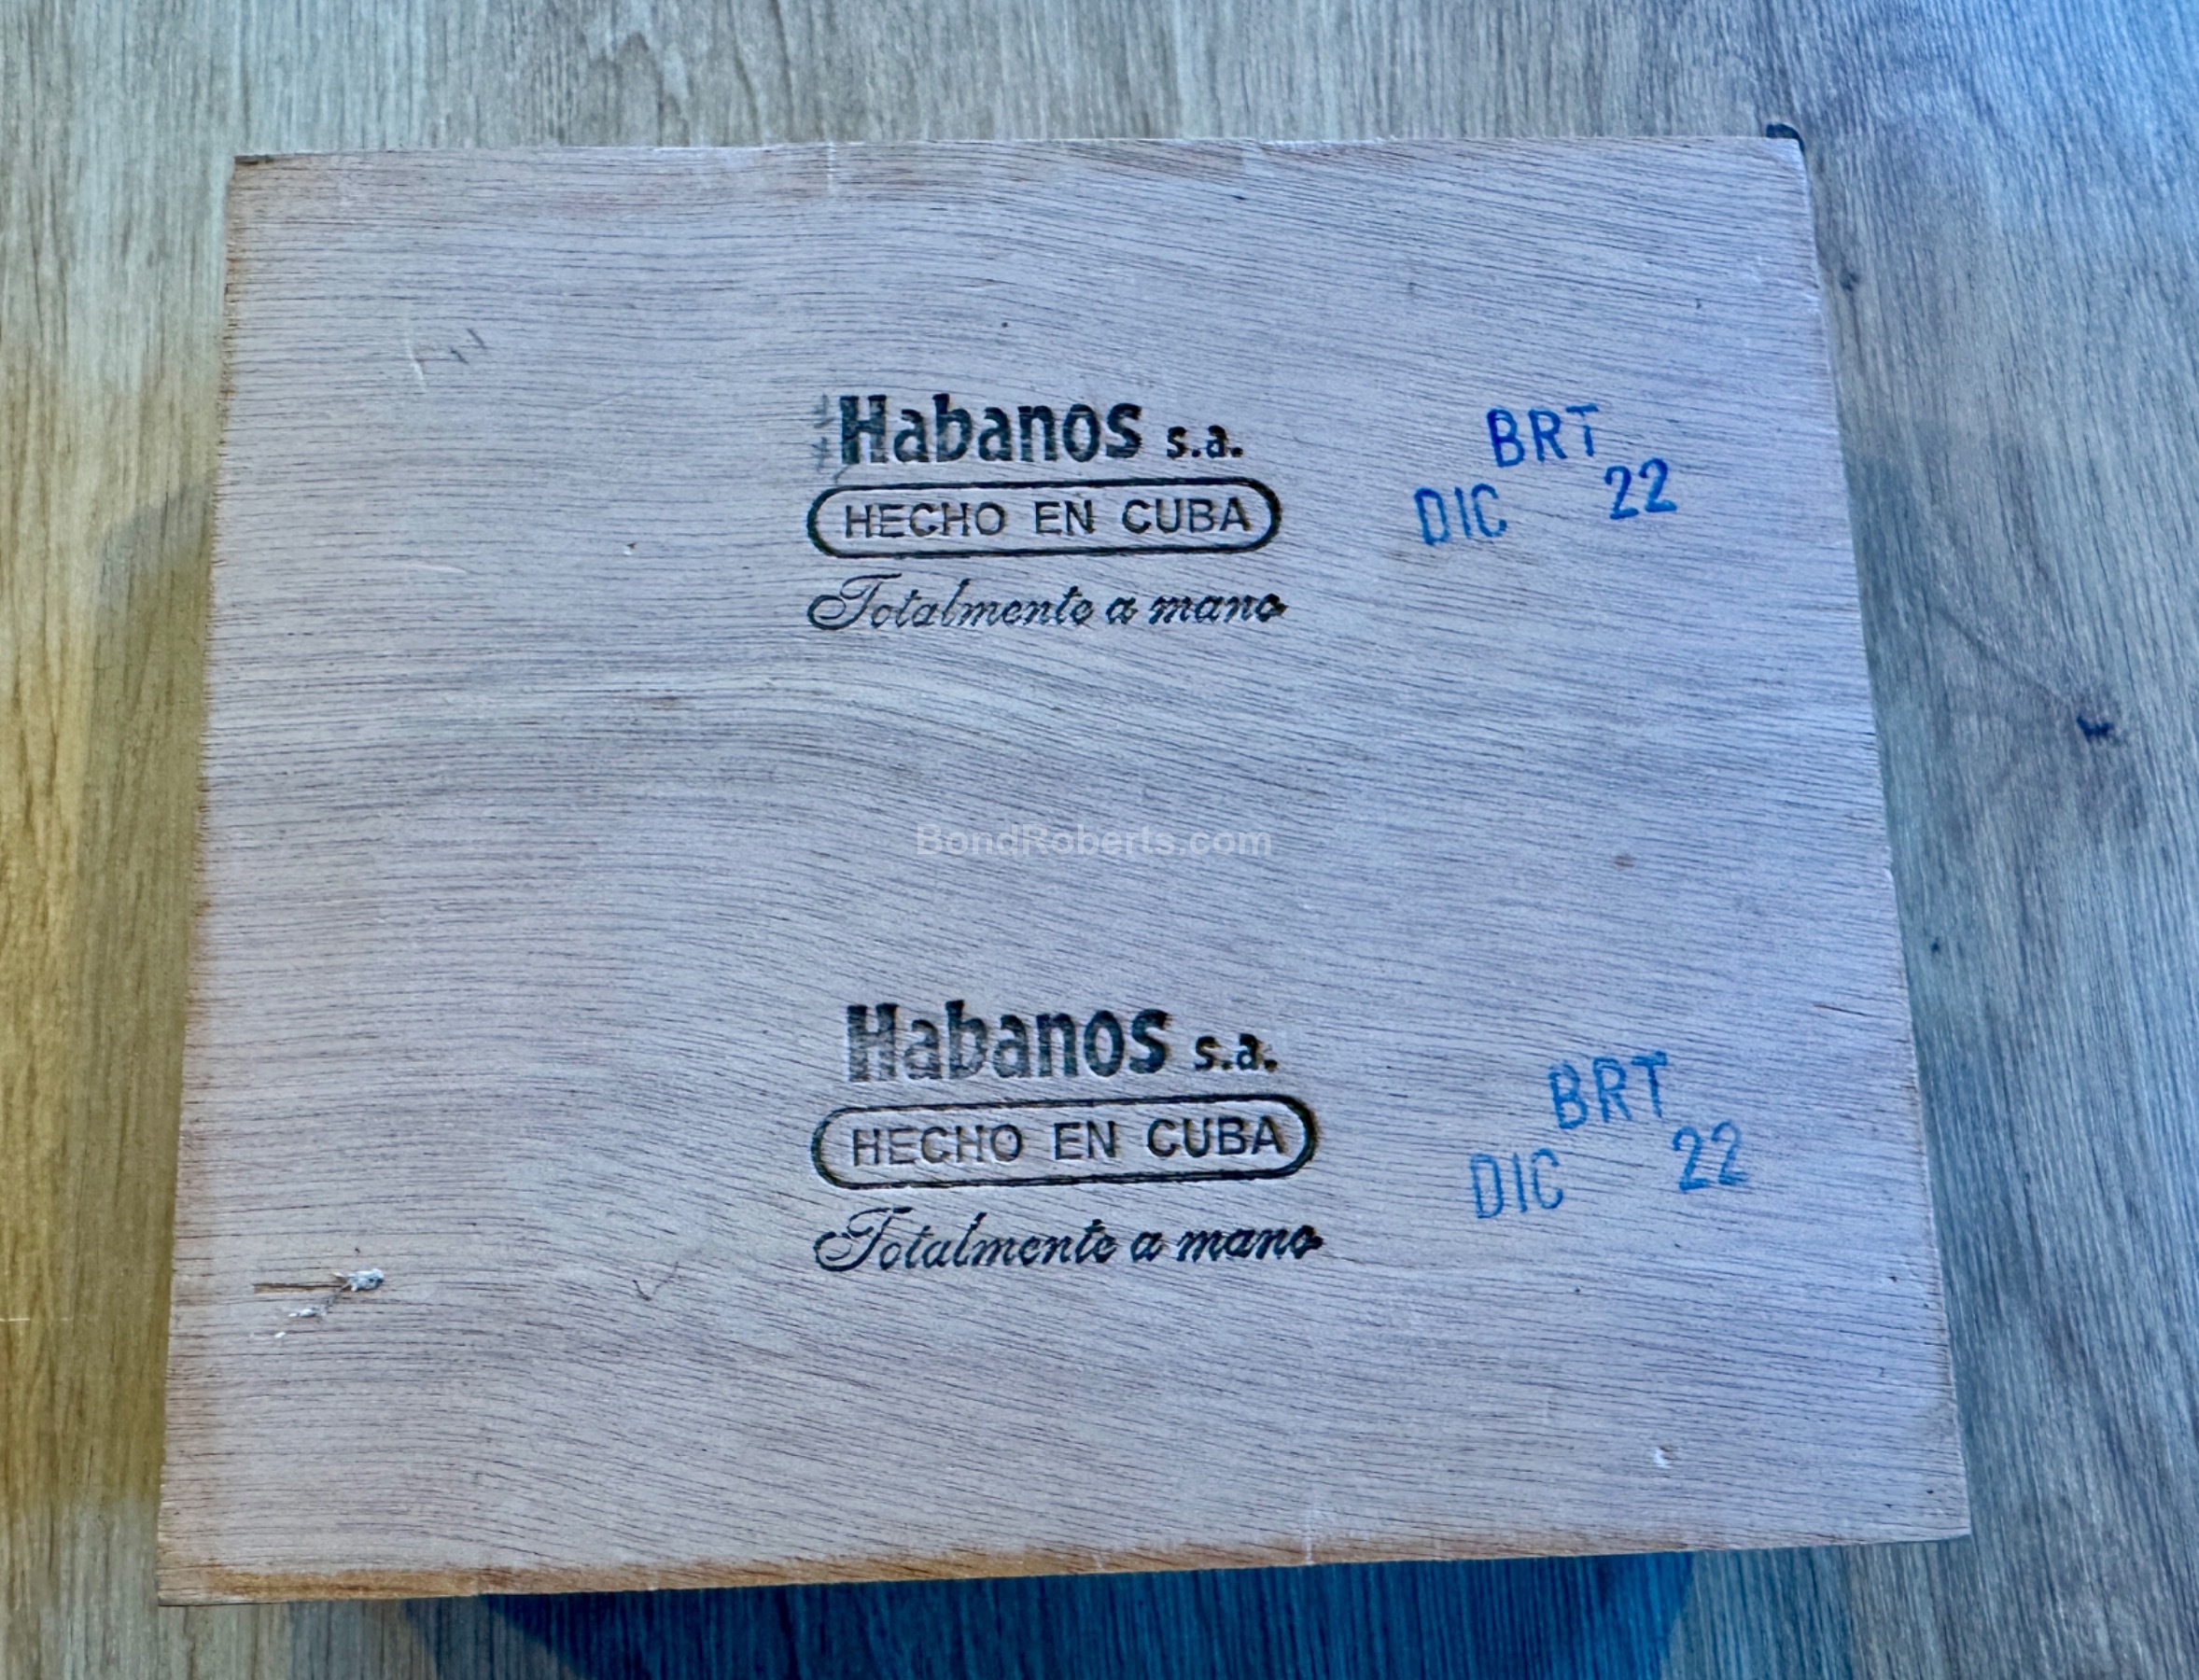 Habanos s.a.
HECHO EN CUBA
Totalmente a mano
BRT
DIC 22
BondRoberts.com
Habanos s.a.
HECHO EN CUBA
Totalmente a mano
BRT
DIC 22